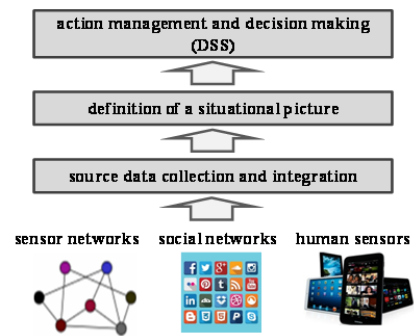 action management and decision making
(DSS)
definition of a situational picture
source data collection and integration
sensor networks social networks human sensors